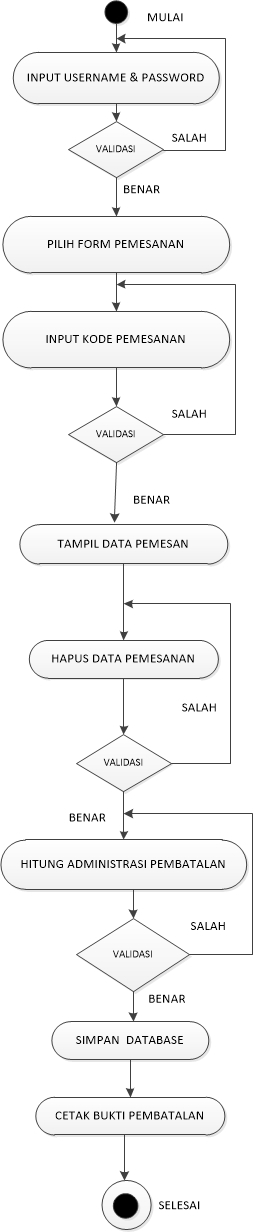 MULAI
INPUT USERNAME & PASSWORD
SALAH
VALIDASI
BENAR
PILIH FORM PEMESANAN
INPUT KODE PEMESANAN
SALAH
VALIDASI
BENAR
TAMPIL DATA PEMESAN
HAPUS DATA PEMESANAN
SALAH
VALIDASI
BENAR
HITUNG ADMINISTRASI PEMBATALAN
SALAH
VALIDASI
BENAR
SIMPAN DATABASE
CETAK BUKTI PEMBATALAN
SELESAI